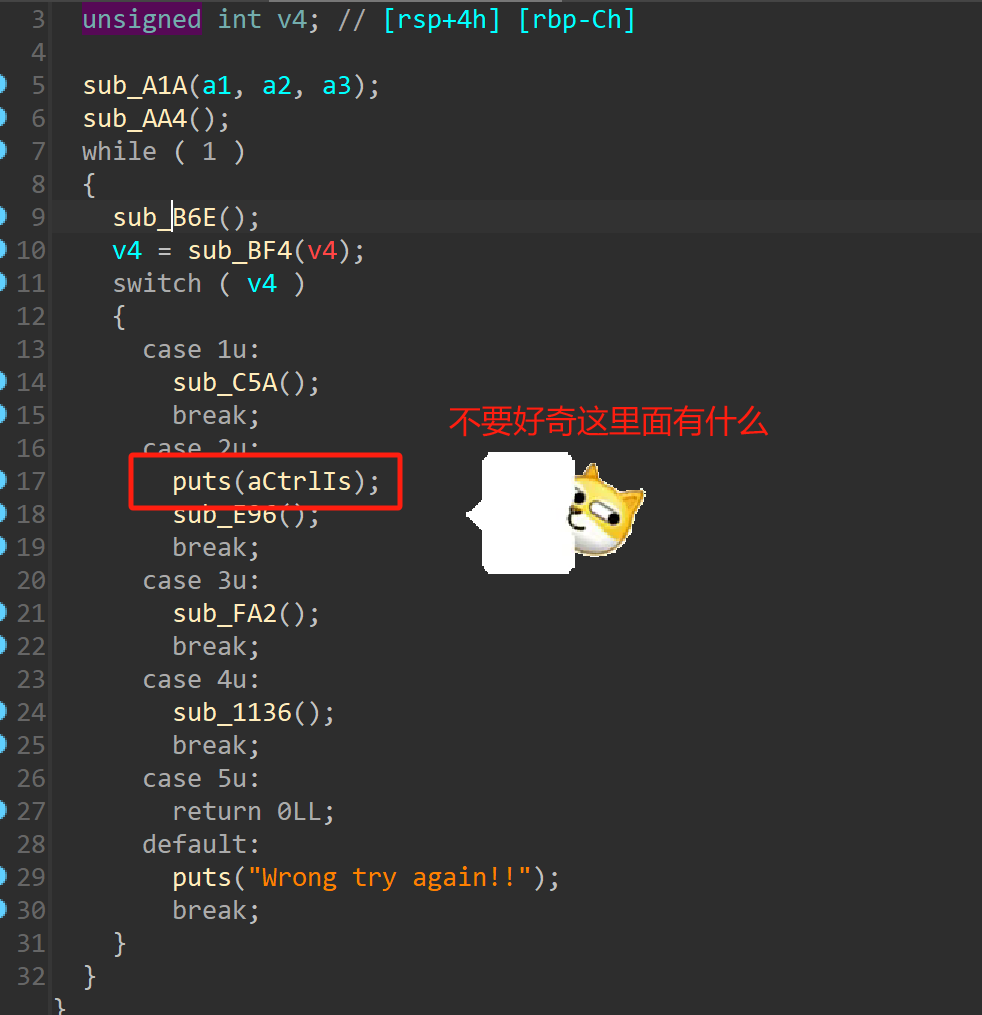 3 unsigned int v4; // [rsp+4h] [rbp-Ch]
4
5 sub_A1A(a1, a2, a3);
6 sub_AA4();
7 while ( 1 )
8 {
9 sub_B6E();
10 v4 = sub_BF4(v4);
11 switch ( v4 )
12 {
13 case 1u:
14 sub_C5A();
15 break;
不要好奇这里面有什么
16 case 2u:
17 puts(aCtrlIs);
18 sub_E96();
19 break;
20 case 3u:
21 sub_FA2();
22 break;
23 case 4u:
24 sub_1136();
25 break;
26 case 5u:
27 return 0LL;
28 default:
29 puts("Wrong try again!!");
30 break;
31 }
32 }
}